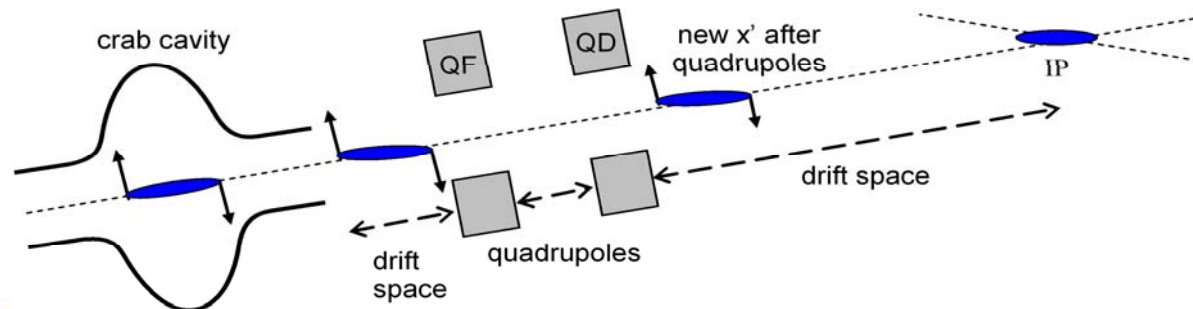 crab cavity
QF
QD
new x' after
quadrupoles
IP
drift space
quadrupoles
drift
space